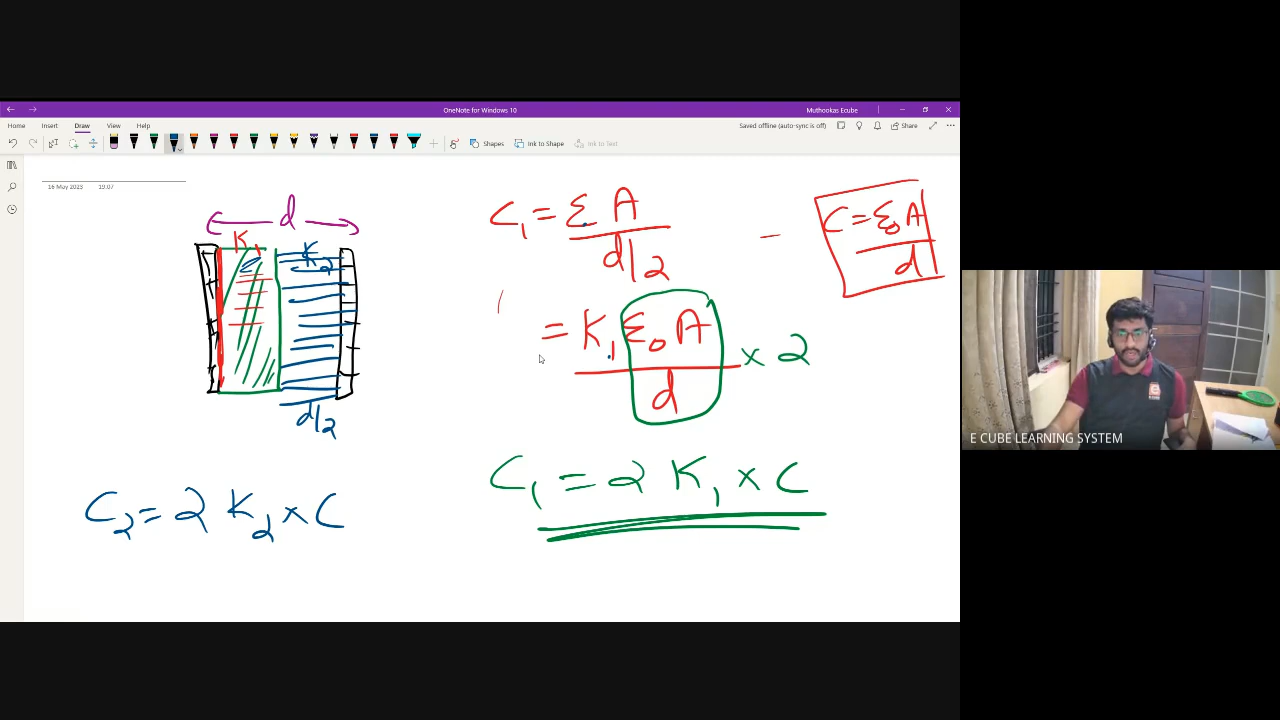 OneNote for Windows 10
Muthookas Ecube
Home Insert Draw View Help
Saved offline (auto-sync is off)
Share
Shapes
Ink to Shape
Ink to Text
16 May 2023 19:07
d
K1
K2
d/2
C1 = ε A
d/2
C = ε0 A
d
= K1 ε0 A × 2
d
C1 = 2 K1 × C
C2 = 2 K2 × C
E CUBE LEARNING SYSTEM